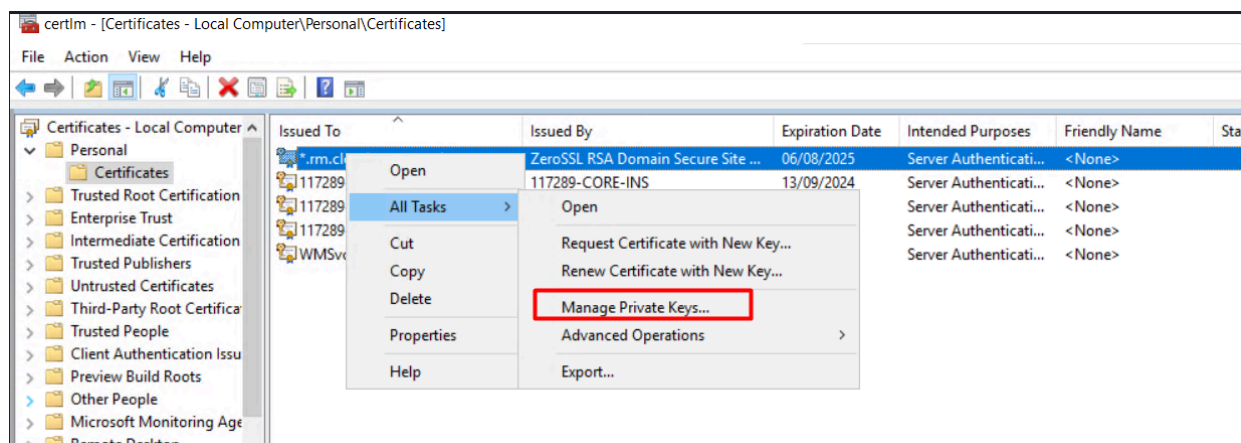 certlm - [Certificates - Local Computer\Personal\Certificates]
File Action View Help
Certificates - Local Computer
Personal
Certificates
Trusted Root Certification
Enterprise Trust
Intermediate Certification
Trusted Publishers
Untrusted Certificates
Third-Party Root Certifica
Trusted People
Client Authentication Issu
Preview Build Roots
Other People
Microsoft Monitoring Age
Remote Desktop
Issued To Issued By Expiration Date Intended Purposes Friendly Name Sta
*.rm.cl ZeroSSL RSA Domain Secure Site ... 06/08/2025 Server Authenticati... <None>
117289 117289-CORE-INS 13/09/2024 Server Authenticati... <None>
117289 Server Authenticati... <None>
117289 Server Authenticati... <None>
WMSv Server Authenticati... <None>
Open
All Tasks
Cut
Copy
Delete
Properties
Help
Open
Request Certificate with New Key...
Renew Certificate with New Key...
Manage Private Keys...
Advanced Operations
Export...